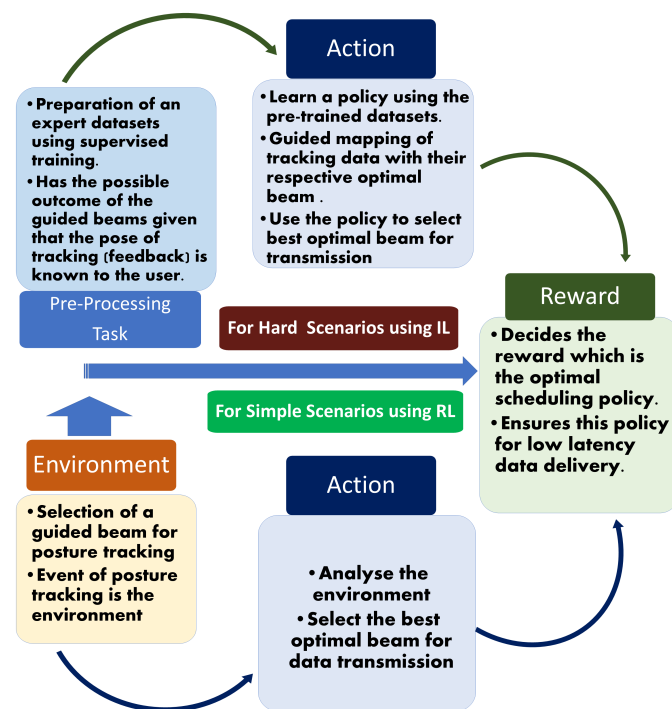 Action
• Preparation of an
expert datasets
using supervised
training.
• Has the possible
outcome of the
guided beams given
that the pose of
tracking (feedback) is
known to the user.
Pre-Processing
Task
• Learn a policy using the
pre-trained datasets.
• Guided mapping of
tracking data with their
respective optimal
beam .
• Use the policy to select
best optimal beam for
transmission
Reward
• Decides the
reward which is
the optimal
scheduling policy.
• Ensures this policy
for low latency
data delivery.
For Hard Scenarios using IL
For Simple Scenarios using RL
Environment
• Selection of a
guided beam for
posture tracking
• Event of posture
tracking is the
environment
Action
• Analyse the
environment
• Select the best
optimal beam for
data transmission